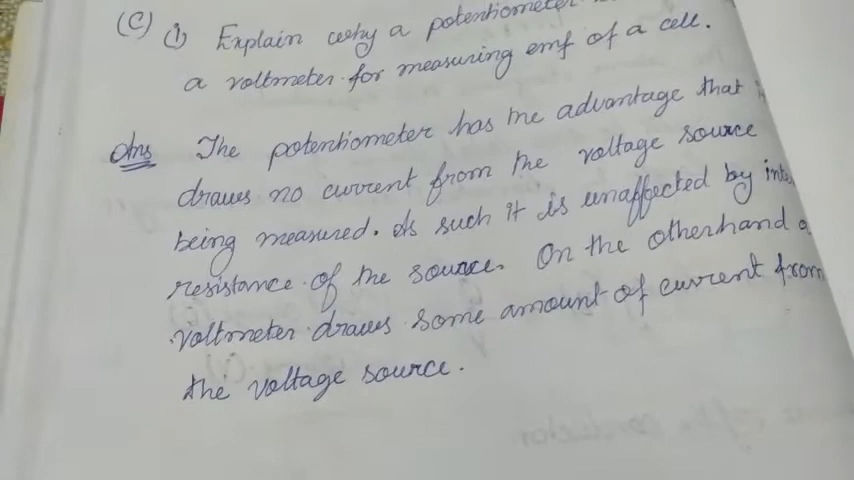 (C) (i) Explain why a potentiometer
a voltmeter for measuring emf of a cell.
Ans The potentiometer has the advantage that
draws no current from the voltage source
being measured. As such it is unaffected by
resistance of the source. On the otherhand a
voltmeter draws some amount of current from
the voltage source.